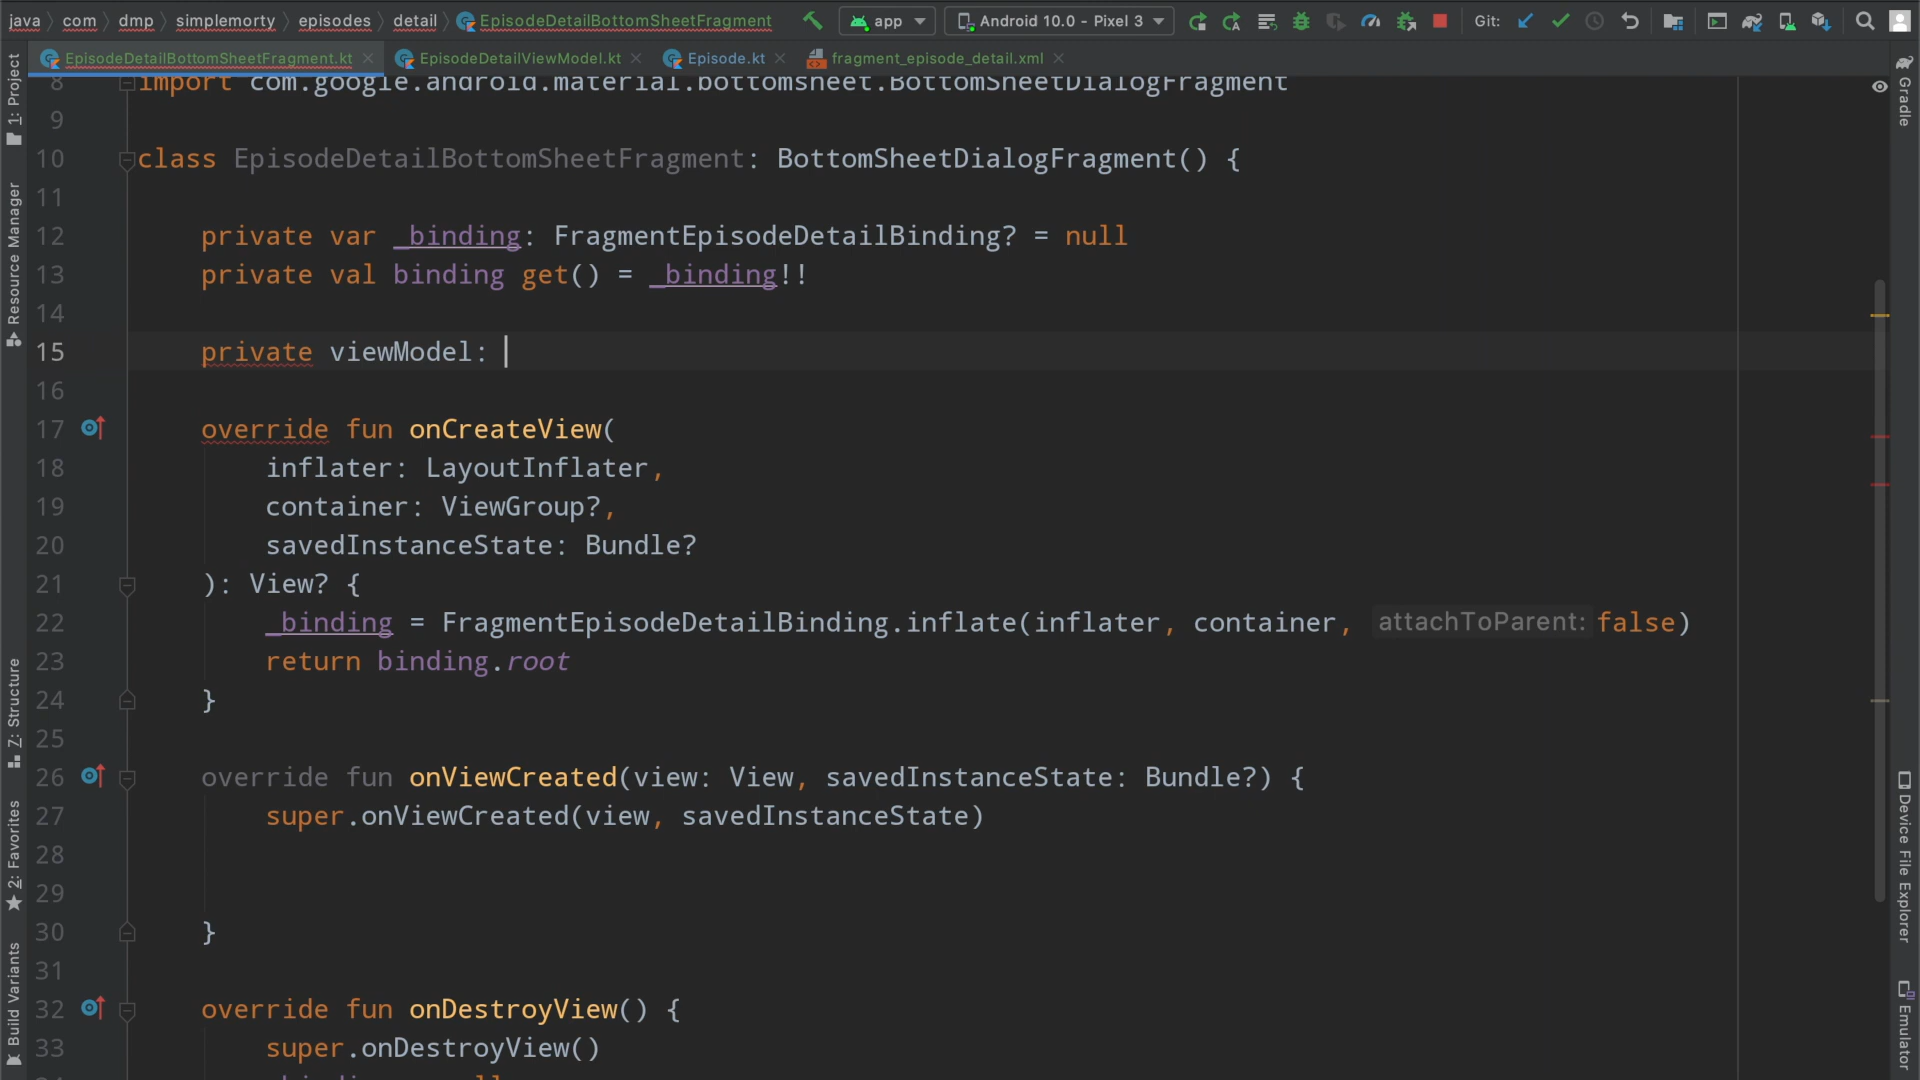 java com dmp simplemorty episodes detail EpisodeDetailBottomSheetFragment app Android 10.0 - Pixel 3 Git:
EpisodeDetailBottomSheetFragment.kt EpisodeDetailViewModel.kt Episode.kt fragment_episode_detail.xml
8 import com.google.android.material.bottomsheet.BottomSheetDialogFragment
9
10 class EpisodeDetailBottomSheetFragment: BottomSheetDialogFragment() {
11
12 private var _binding: FragmentEpisodeDetailBinding? = null
13 private val binding get() = _binding!!
14
15 private viewModel:
16
17 override fun onCreateView(
18 inflater: LayoutInflater,
19 container: ViewGroup?,
20 savedInstanceState: Bundle?
21 ): View? {
22 _binding = FragmentEpisodeDetailBinding.inflate(inflater, container, attachToParent: false)
23 return binding.root
24 }
25
26 override fun onViewCreated(view: View, savedInstanceState: Bundle?) {
27 super.onViewCreated(view, savedInstanceState)
28
29
30 }
31
32 override fun onDestroyView() {
33 super.onDestroyView()
1: Project
Resource Manager
Z: Structure
2: Favorites
Build Variants
Gradle
Device File Explorer
Emulator